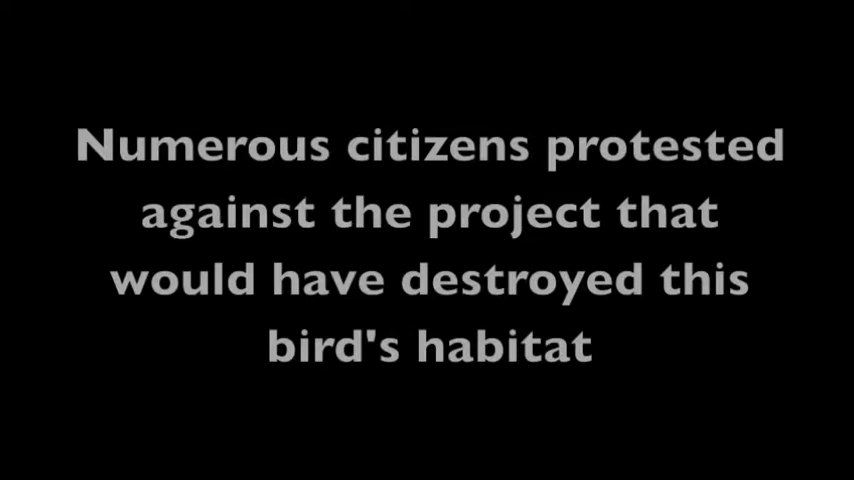 Numerous citizens protested
against the project that
would have destroyed this
bird's habitat